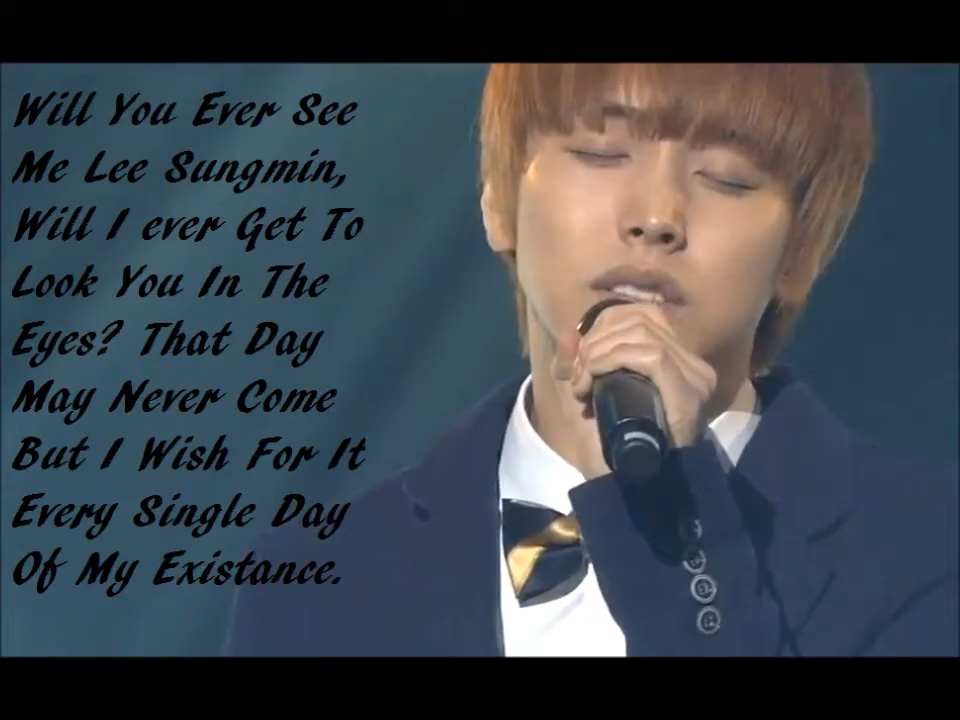 Will You Ever See
Me Lee Sungmin,
Will I ever Get To
Look You In The
Eyes? That Day
May Never Come
But I Wish For It
Every Single Day
Of My Existance.